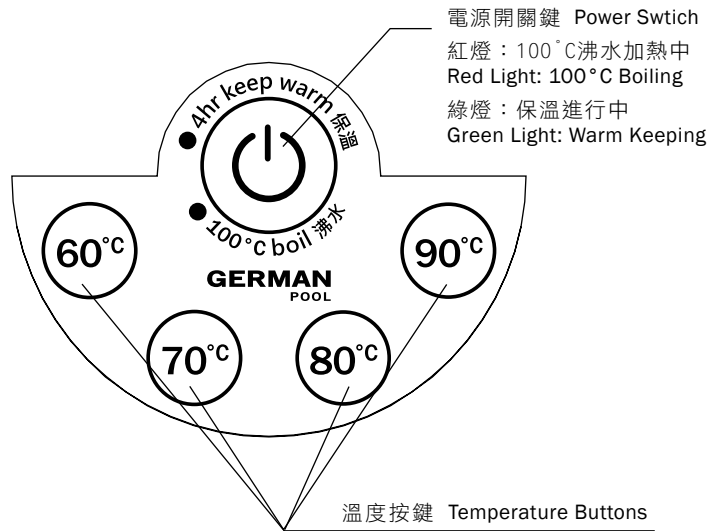 電源開關鍵 Power Swtich
紅燈：100°C沸水加熱中
Red Light: 100°C Boiling
綠燈：保溫進行中
Green Light: Warm Keeping
4hr keep warm 保溫
100°C boil 沸水
60°C
90°C
GERMAN
POOL
70°C
80°C
溫度按鍵 Temperature Buttons